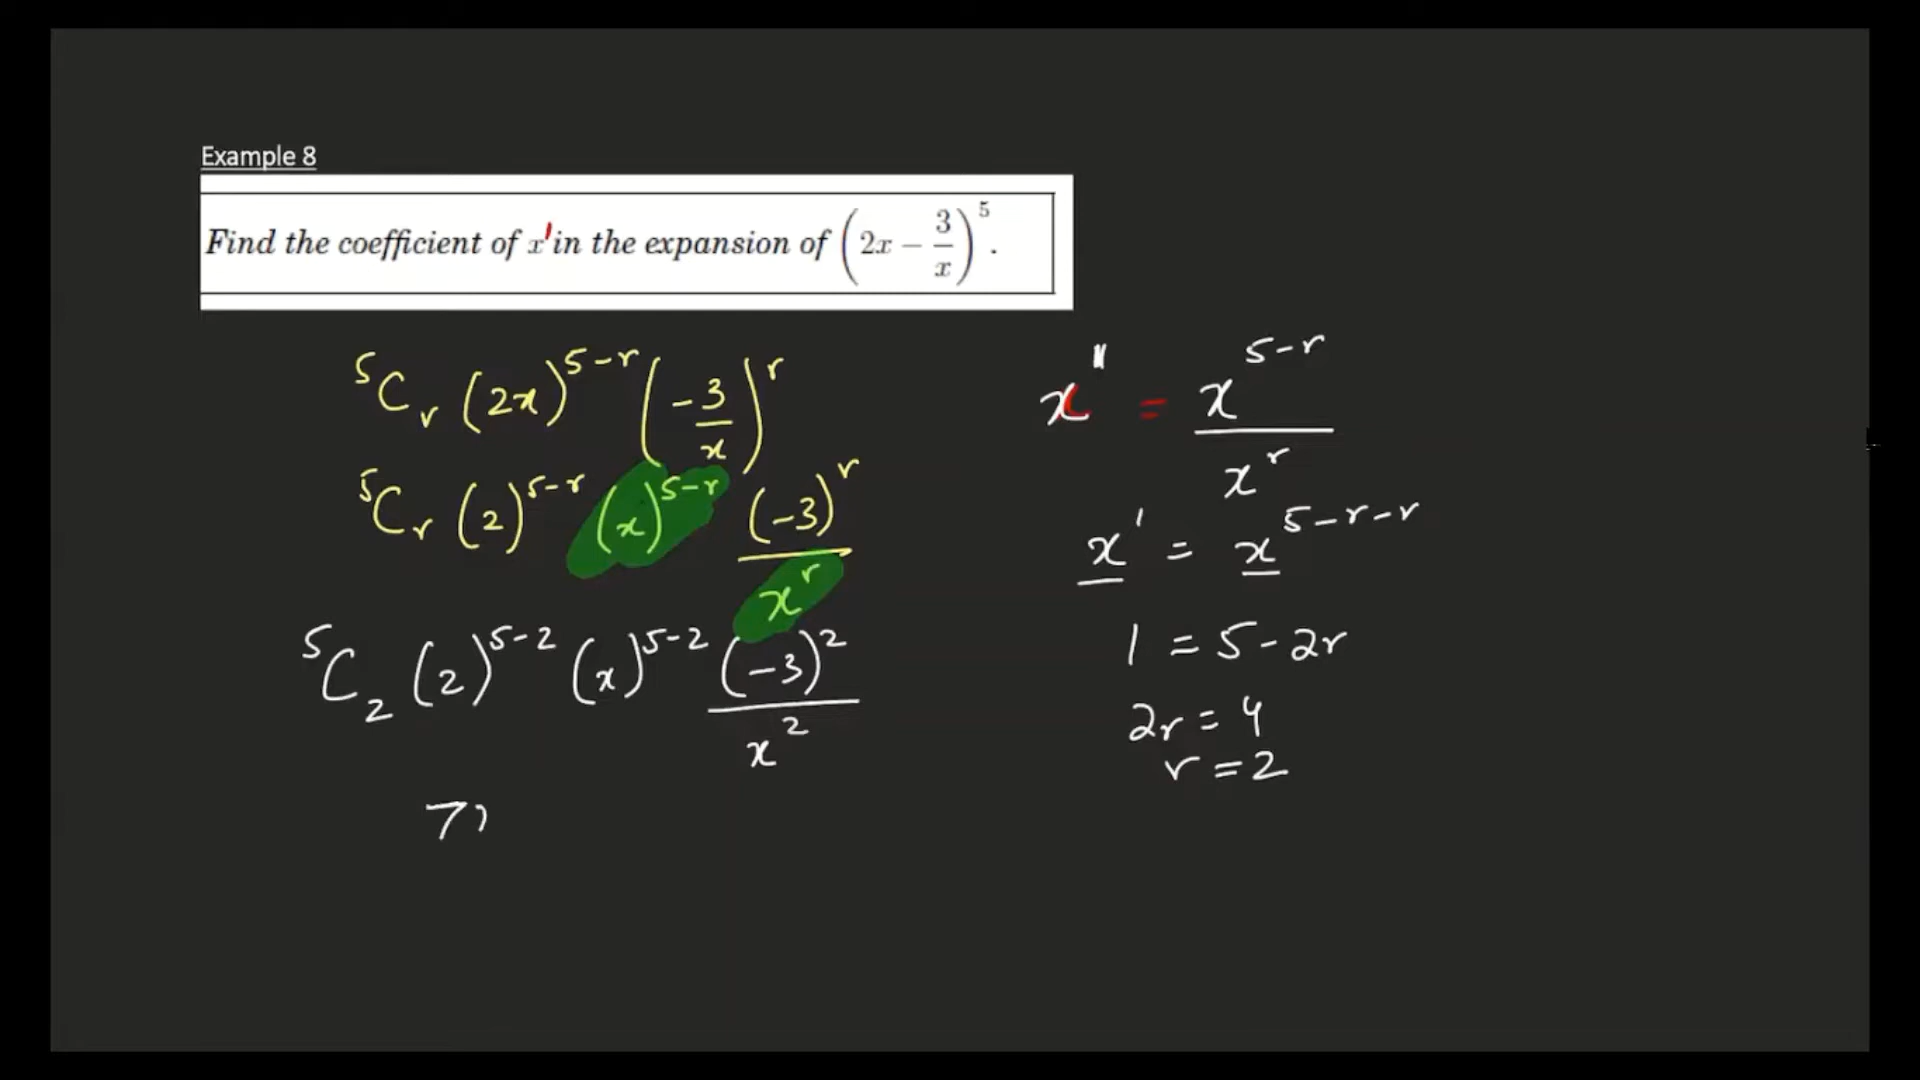 Example 8
Find the coefficient of x¹ in the expansion of (2x − 3/x)⁵.
⁵Cᵣ (2x)⁵⁻ʳ (−3/x)ʳ
⁵Cᵣ (2)⁵⁻ʳ (x)⁵⁻ʳ (−3)ʳ/xʳ
⁵C₂ (2)⁵⁻² (x)⁵⁻² (−3)²/x²
x¹ = x⁵⁻ʳ/xʳ
x¹ = x⁵⁻ʳ⁻ʳ
1 = 5 − 2r
2r = 4
r = 2